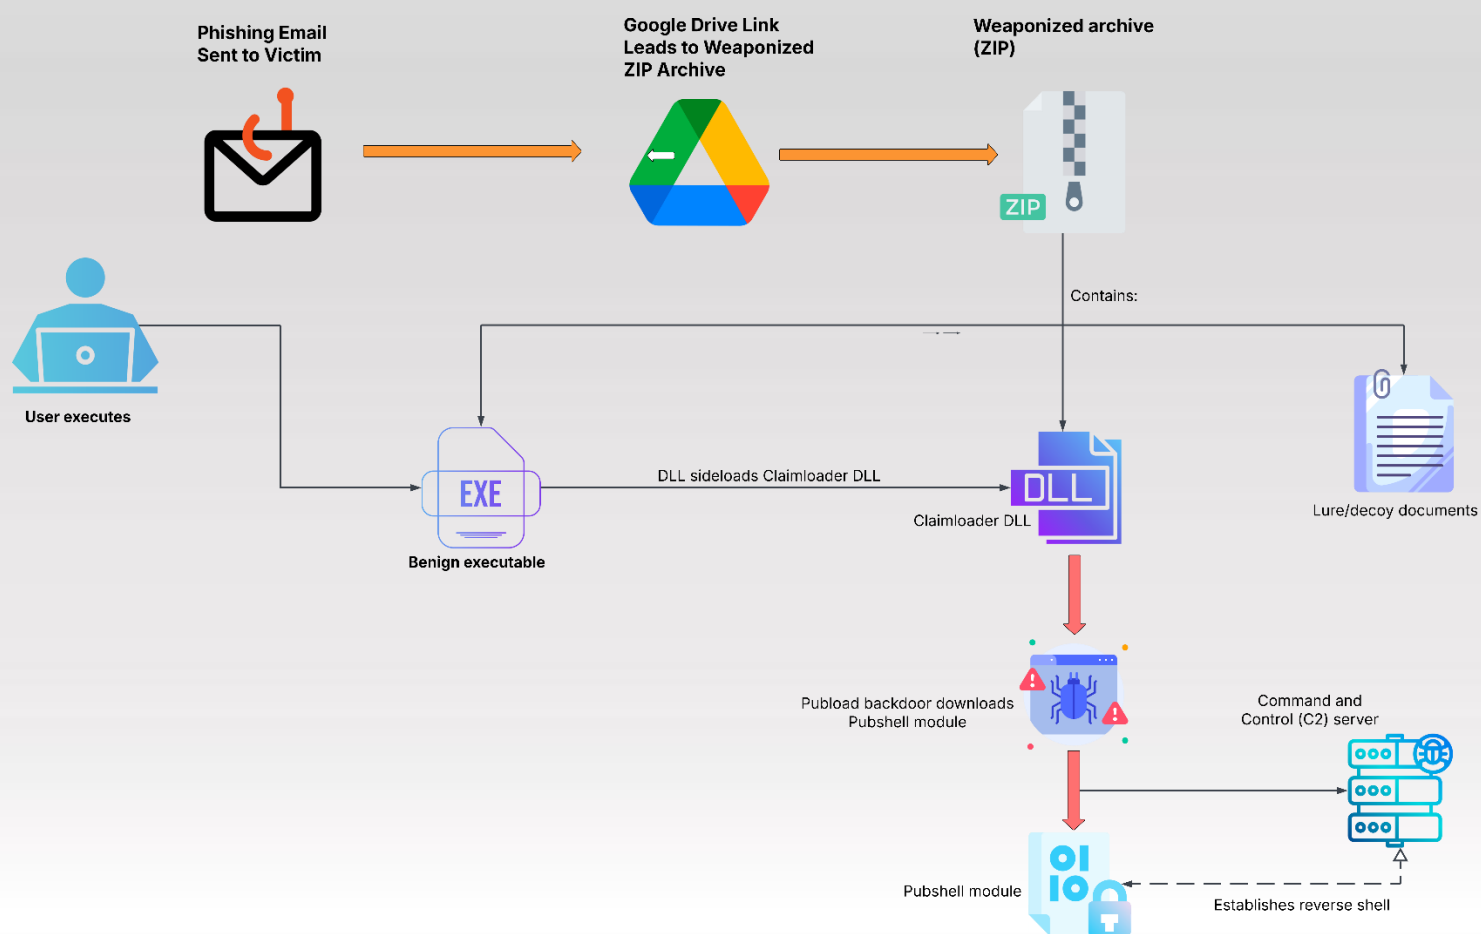 Phishing Email
Sent to Victim
Google Drive Link
Leads to Weaponized
ZIP Archive
Weaponized archive
(ZIP)
ZIP
Contains:
User executes
EXE
Benign executable
DLL sideloads Claimloader DLL
DLL
Claimloader DLL
Lure/decoy documents
Pubload backdoor downloads
Pubshell module
Command and
Control (C2) server
Pubshell module
Establishes reverse shell